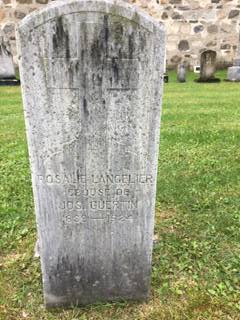 ROSALIE LANGELIER
EPOUSE DE
JOS. GUERTIN